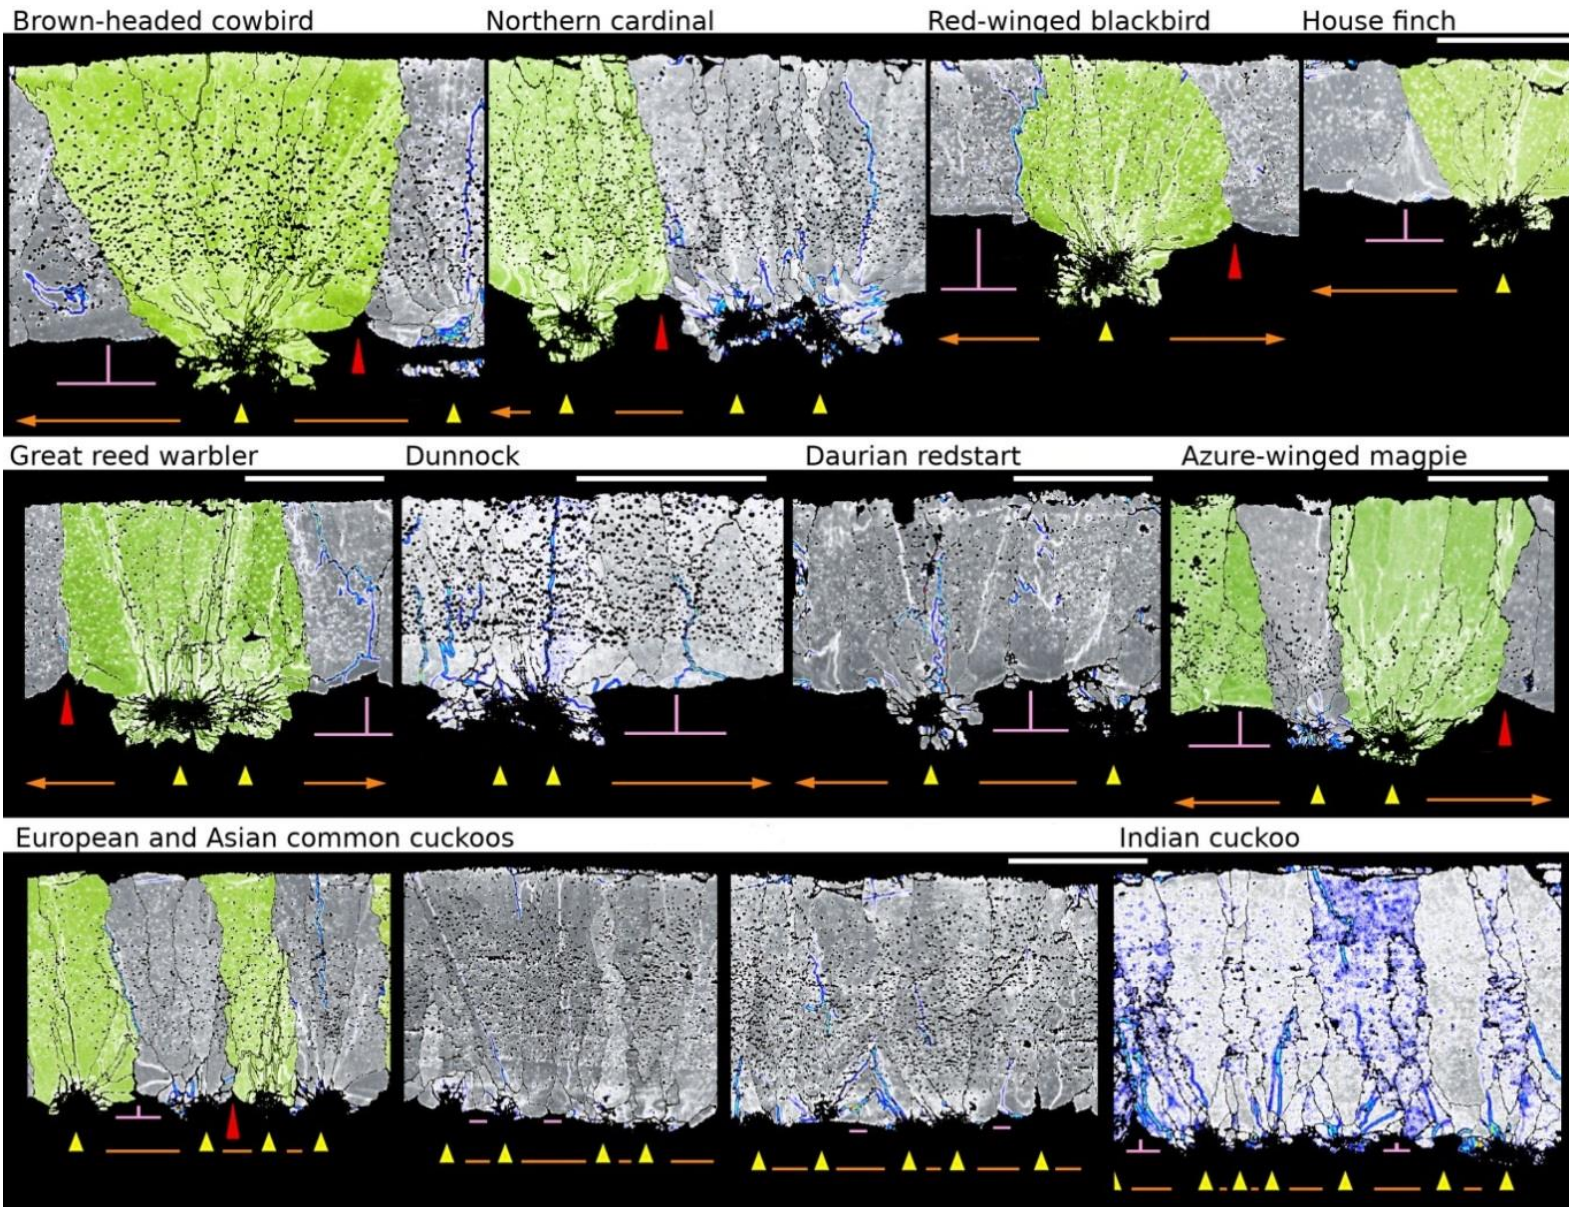 Brown-headed cowbird
Northern cardinal
Red-winged blackbird
House finch
Great reed warbler
Dunnock
Daurian redstart
Azure-winged magpie
European and Asian common cuckoos
Indian cuckoo